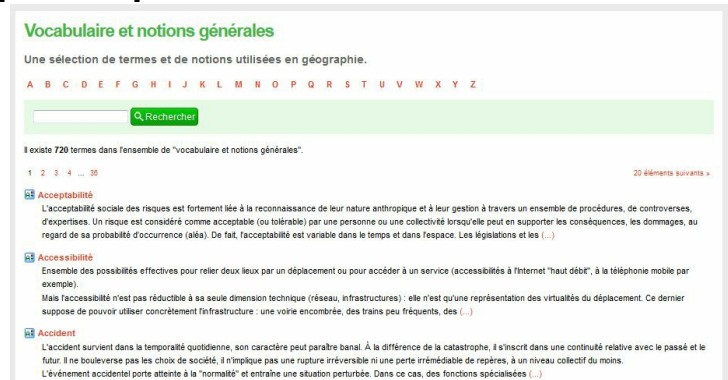 Vocabulaire et notions générales
Une sélection de termes et de notions utilisées en géographie.
A B C D E F G H I J K L M N O P Q R S T U V W X Y Z
Rechercher
Il existe 720 termes dans l'ensemble de "vocabulaire et notions générales".
1 2 3 4 ... 36 20 éléments suivants »
Acceptabilité
L'acceptabilité sociale des risques est fortement liée à la reconnaissance de leur nature anthropique et à leur gestion à travers un ensemble de procédures, de controverses,
d'expertises. Un risque est considéré comme acceptable (ou tolérable) par une personne ou une collectivité lorsqu'elle peut en supporter les conséquences, les dommages, au
regard de sa probabilité d'occurrence (aléa). De fait, l'acceptabilité est variable dans le temps et dans l'espace. Les législations et les (...)
Accessibilité
Ensemble des possibilités effectives pour relier deux lieux par un déplacement ou pour accéder à un service (accessibilités à l'Internet "haut débit", à la téléphonie mobile par
exemple).
Mais l'accessibilité n'est pas réductible à sa seule dimension technique (réseau, infrastructures) : elle n'est qu'une représentation des virtualités du déplacement. Ce dernier
suppose de pouvoir utiliser concrètement l'infrastructure : une voirie encombrée, des trains peu fréquents, des (...)
Accident
L'accident survient dans la temporalité quotidienne, son caractère peut paraître banal. À la différence de la catastrophe, il s'inscrit dans une continuité relative avec le passé et le
futur. Il ne bouleverse pas les choix de société, il n'implique pas une rupture irréversible ni une perte irrémédiable de repères, à un niveau collectif du moins.
L'événement accidentel porte atteinte à la "normalité" et entraîne une situation perturbée. Dans ce cas, des fonctions spécialisées (...)